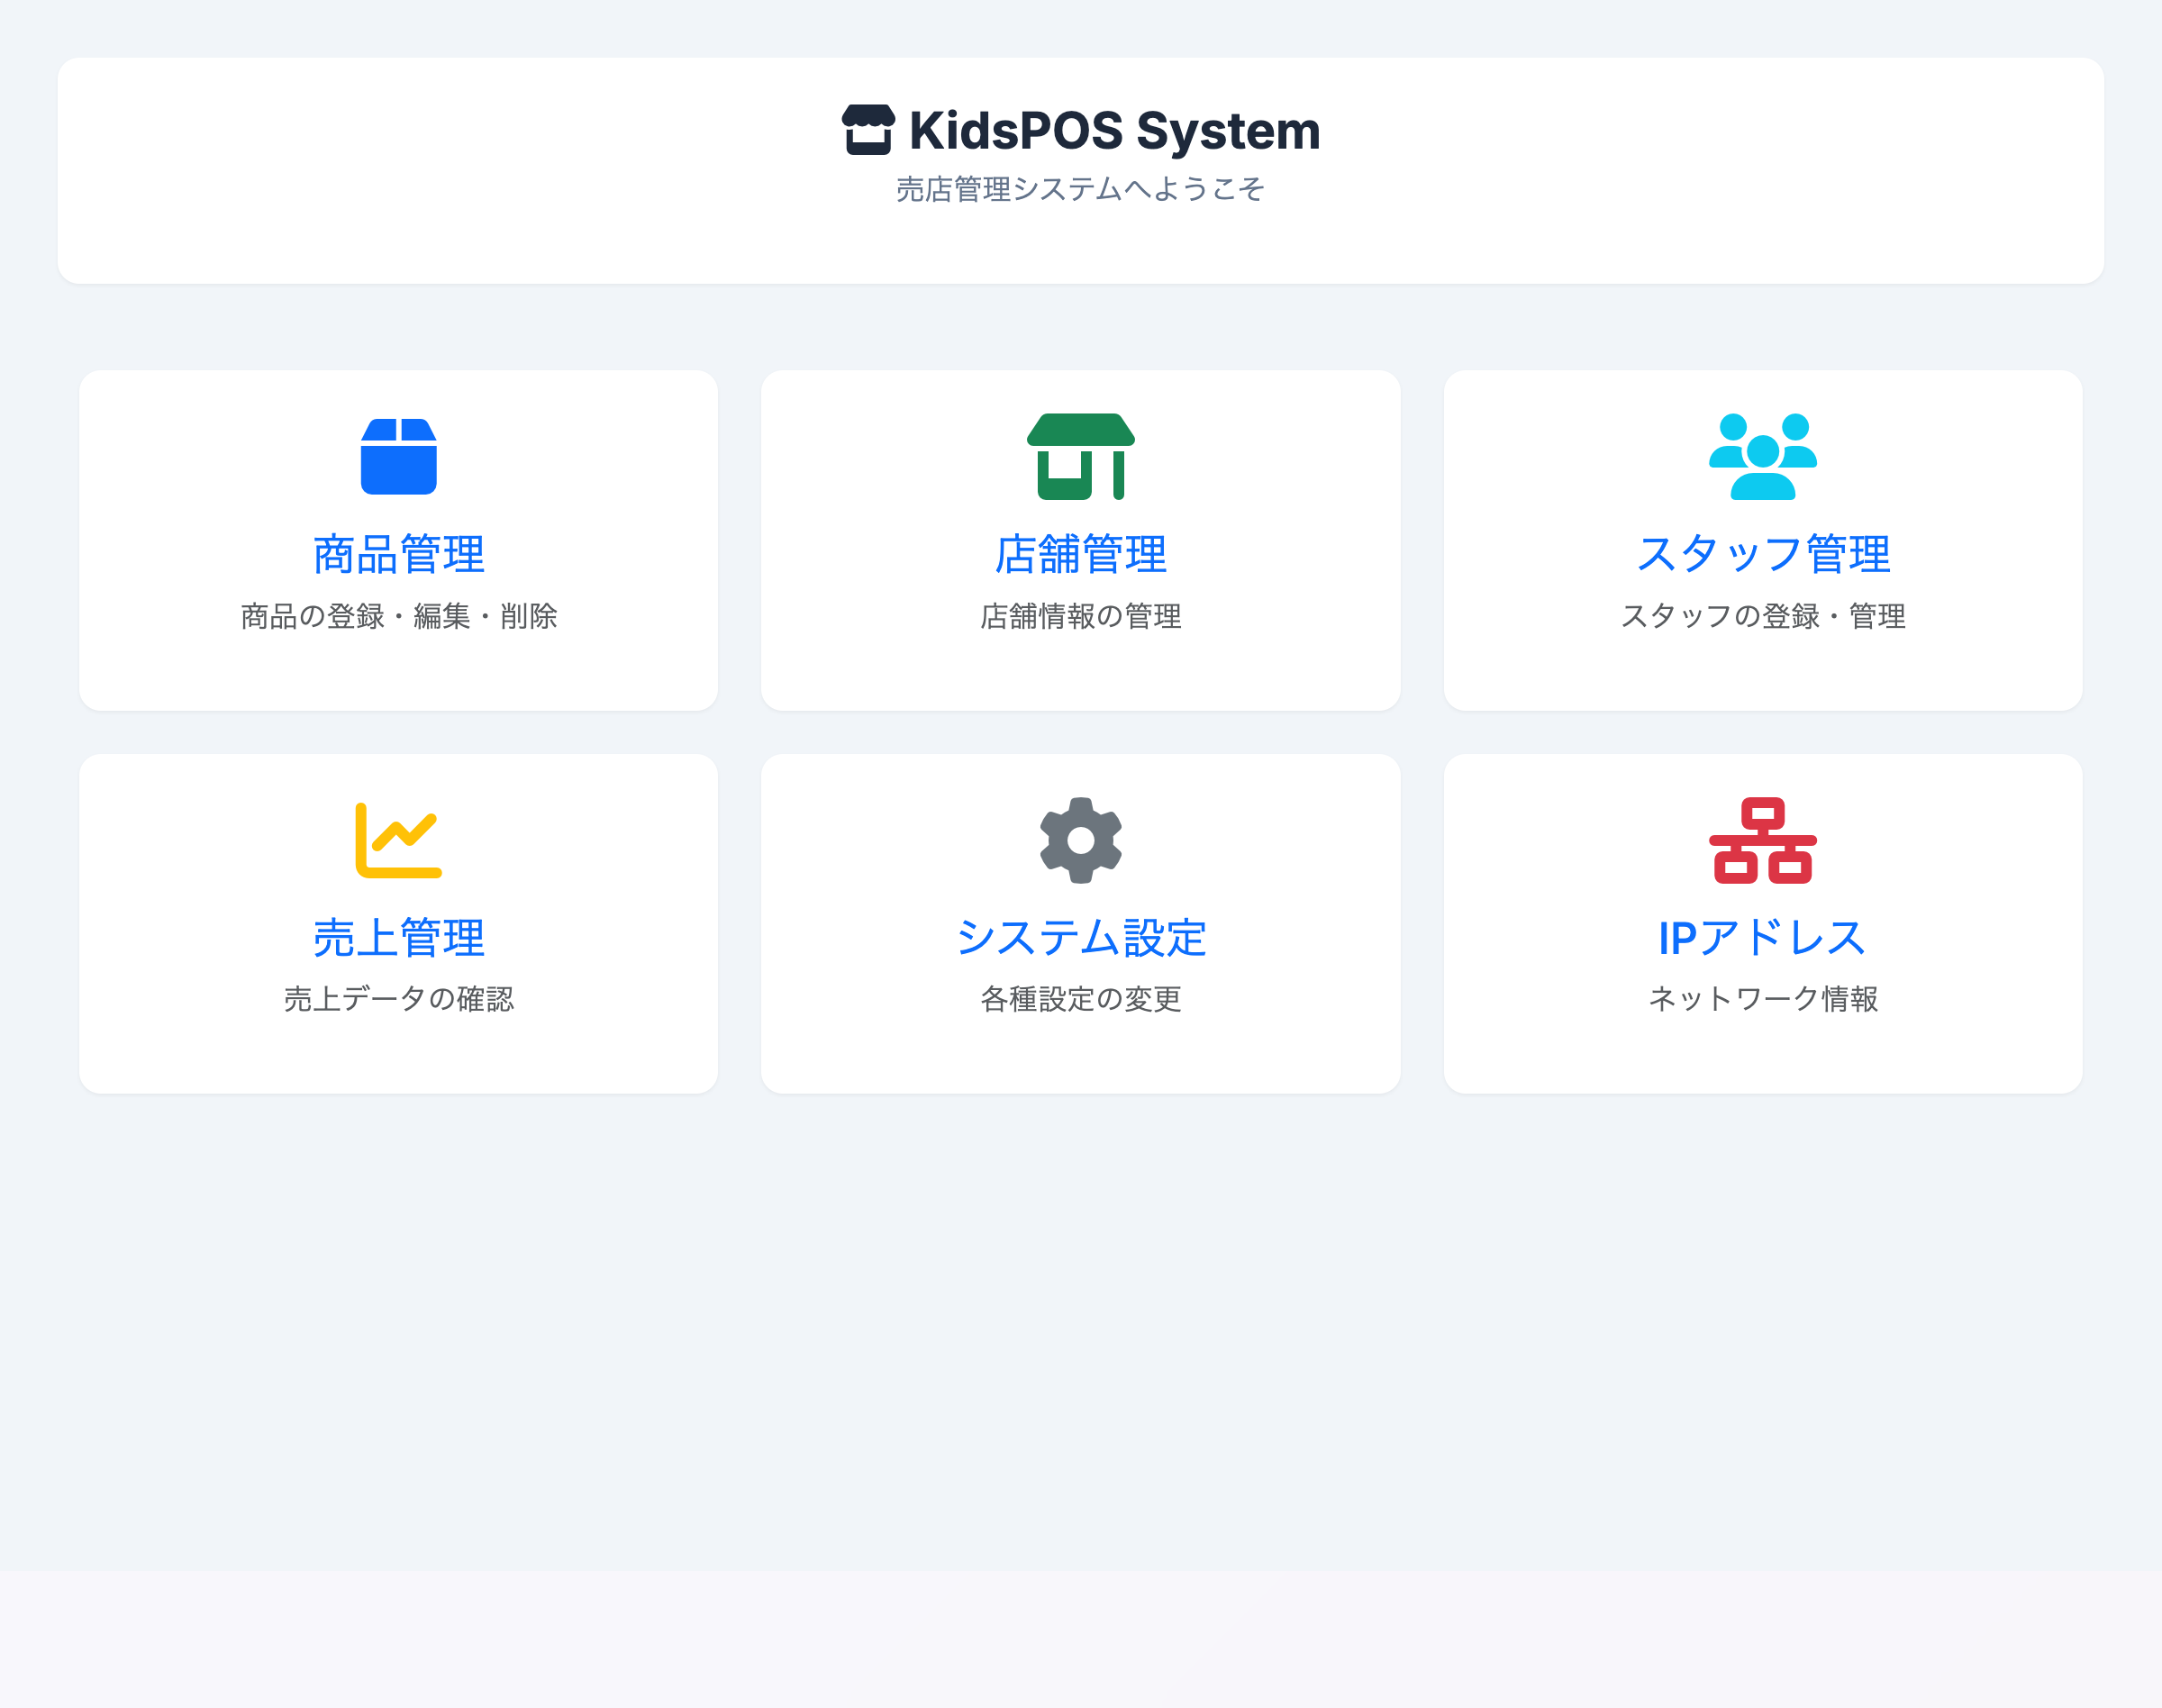 KidsPOS System
売店管理システムへようこそ
商品管理
商品の登録・編集・削除
店舗管理
店舗情報の管理
スタッフ管理
スタッフの登録・管理
売上管理
売上データの確認
システム設定
各種設定の変更
IPアドレス
ネットワーク情報